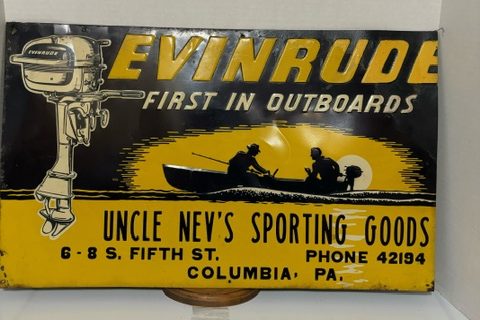 EVINRUDE
EVINRUDE
FIRST IN OUTBOARDS
UNCLE NEV'S SPORTING GOODS
6-8 S. FIFTH ST. PHONE 42194
COLUMBIA, PA.